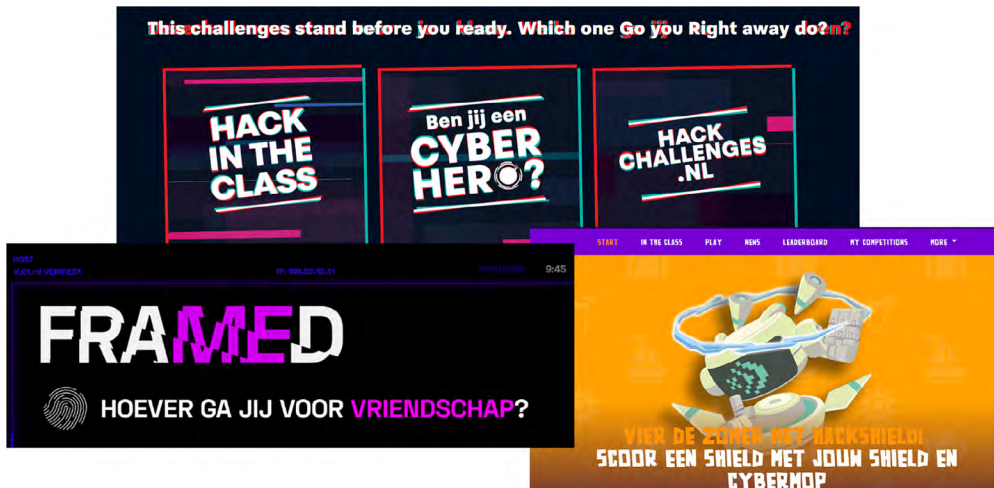 This challenges stand before you ready. Which one Go you Right away do?
HACK
IN THE
CLASS
Ben jij een
CYBER
HERO?
HACK
CHALLENGES
.NL
HOST
9:45
FRAMED
HOEVER GA JIJ VOOR VRIENDSCHAP?
START IN THE CLASS PLAY NEWS LEADERBOARD MY COMPETITIONS MORE
VIER DE ZOMER MET HACKSHIELD!
SCOOR EEN SHIELD MET JOUW SHIELD EN
CYBERMOP